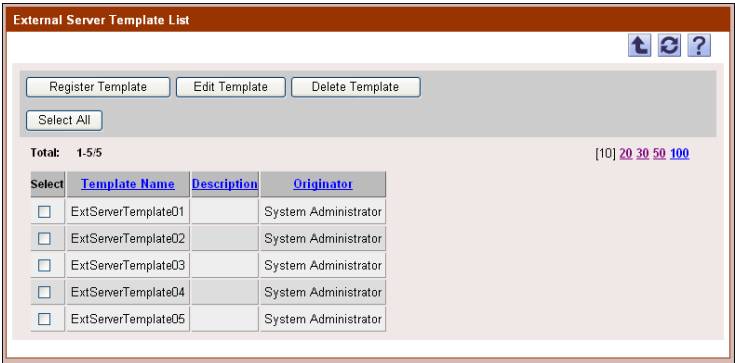 External Server Template List
?
Register Template Edit Template Delete Template
Select All
Total: 1-5/5 [10] 20 30 50 100
Select Template Name Description Originator
ExtServerTemplate01 System Administrator
ExtServerTemplate02 System Administrator
ExtServerTemplate03 System Administrator
ExtServerTemplate04 System Administrator
ExtServerTemplate05 System Administrator